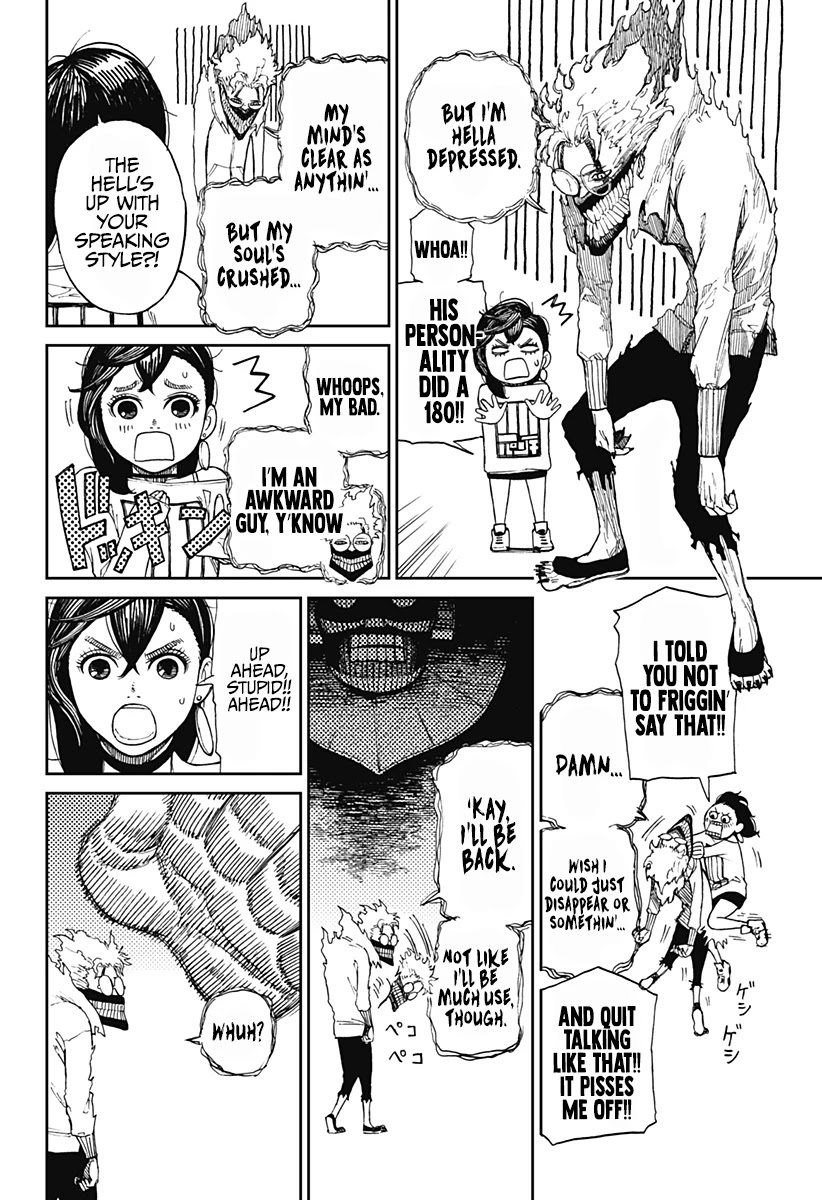 BUT I'M
HELLA
DEPRESSED.
WHOA!!
HIS
PERSON-
ALITY
DID A
180!!
MY
MIND'S
CLEAR AS
ANYTHIN'...
BUT MY
SOUL'S
CRUSHED...
THE
HELL'S
UP WITH
YOUR
SPEAKING
STYLE?!
WHOOPS,
MY BAD.
I'M AN
AWKWARD
GUY, Y'KNOW
ドッキン
I TOLD
YOU NOT
TO FRIGGIN'
SAY THAT!!
DAMN...
WISH I
COULD JUST
DISAPPEAR OR
SOMETHIN'...
ゲシ
ゲシ
AND QUIT
TALKING
LIKE THAT!!
IT PISSES
ME OFF!!
'KAY,
I'LL BE
BACK.
NOT LIKE
I'LL BE
MUCH USE,
THOUGH.
ペコ
ペコ
UP
AHEAD,
STUPID!!
AHEAD!!
WHUH?